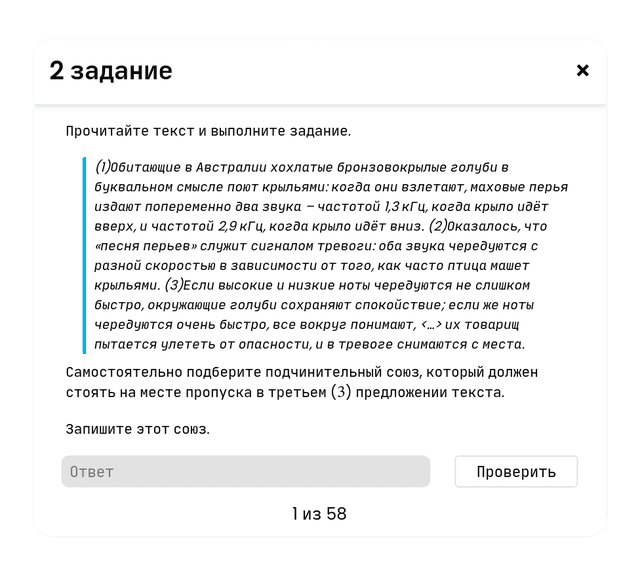 2 задание
×
Прочитайте текст и выполните задание.
(1)Обитающие в Австралии хохлатые бронзовокрылые голуби в
буквальном смысле поют крыльями: когда они взлетают, маховые перья
издают попеременно два звука – частотой 1,3 кГц, когда крыло идёт
вверх, и частотой 2,9 кГц, когда крыло идёт вниз. (2)Оказалось, что
«песня перьев» служит сигналом тревоги: оба звука чередуются с
разной скоростью в зависимости от того, как часто птица машет
крыльями. (3)Если высокие и низкие ноты чередуются не слишком
быстро, окружающие голуби сохраняют спокойствие; если же ноты
чередуются очень быстро, все вокруг понимают, <...> их товарищ
пытается улететь от опасности, и в тревоге снимаются с места.
Самостоятельно подберите подчинительный союз, который должен
стоять на месте пропуска в третьем (3) предложении текста.
Запишите этот союз.
Ответ
Проверить
1 из 58